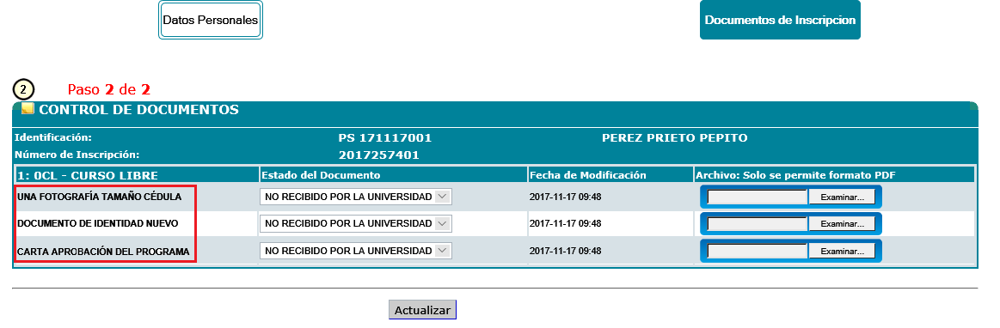 Datos Personales
Documentos de Inscripcion
2 Paso 2 de 2
CONTROL DE DOCUMENTOS
Identificación: PS 171117001 PEREZ PRIETO PEPITO
Número de Inscripción: 2017257401
1: 0CL - CURSO LIBRE Estado del Documento Fecha de Modificación Archivo: Solo se permite formato PDF
UNA FOTOGRAFÍA TAMAÑO CÉDULA NO RECIBIDO POR LA UNIVERSIDAD 2017-11-17 09:48 Examinar...
DOCUMENTO DE IDENTIDAD NUEVO NO RECIBIDO POR LA UNIVERSIDAD 2017-11-17 09:48 Examinar...
CARTA APROBACIÓN DEL PROGRAMA NO RECIBIDO POR LA UNIVERSIDAD 2017-11-17 09:48 Examinar...
Actualizar